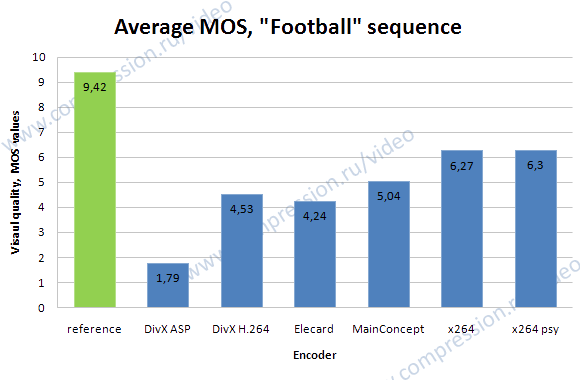 Average MOS, "Football" sequence
www.compression.ru/video
www.compression.ru/video
www.compression.ru/video
Visaul quality, MOS values
10
9
8
7
6
5
4
3
2
1
0
9,42
1,79
4,53
4,24
5,04
6,27
6,3
reference DivX ASP DivX H.264 Elecard MainConcept x264 x264 psy
Encoder